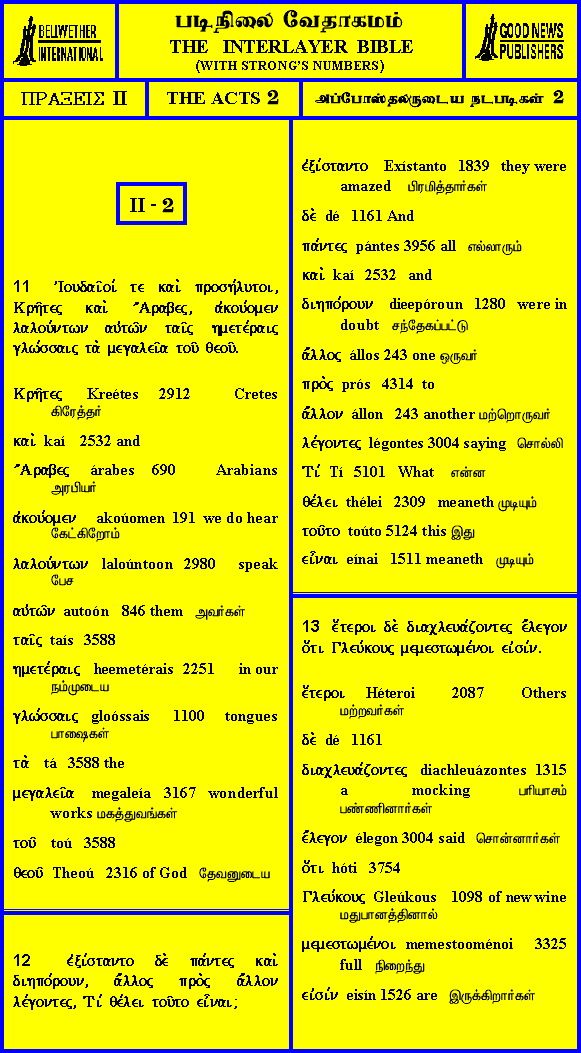 BELLWETHER
INTERNATIONAL
படிநிலை வேதாகமம்
THE INTERLAYER BIBLE
(WITH STRONG'S NUMBERS)
GOOD NEWS
PUBLISHERS
ΠΡΑΞΕΙΣ II
THE ACTS 2
அப்போஸ்தலருடைய நடபடிகள் 2
II - 2
11 Ἰουδαῖοί τε καὶ προσήλυτοι,
Κρῆτες καὶ Ἄραβες, ἀκούομεν
λαλούντων αὐτῶν ταῖς ημετέραις
γλώσσαις τὰ μεγαλεῖα τοῦ θεοῦ.
Κρῆτες Kreétes 2912 Cretes
கிரேத்தர்
καὶ kaí 2532 and
Ἄραβες árabes 690 Arabians
அரபியர்
ἀκούομεν akoúomen 191 we do hear
கேட்கிறோம்
λαλούντων laloúntoon 2980 speak
பேச
αὐτῶν autoón 846 them அவர்கள்
ταῖς taís 3588
ημετέραις heemetérais 2251 in our
நம்முடைய
γλώσσαις gloóssais 1100 tongues
பாஷைகள்
τὰ tá 3588 the
μεγαλεῖα megaleía 3167 wonderful
works மகத்துவங்கள்
τοῦ toú 3588
θεοῦ Theoú 2316 of God தேவனுடைய
12 ἐξίσταντο δὲ πάντες καὶ
διηπόρουν, ἄλλος πρὸς ἄλλον
λέγοντες, Τί θέλει τοῦτο εἶναι;
ἐξίσταντο Exístanto 1839 they were
amazed பிரமித்தார்கள்
δὲ dé 1161 And
πάντες pántes 3956 all எல்லாரும்
καὶ kaí 2532 and
διηπόρουν dieepóroun 1280 were in
doubt சந்தேகப்பட்டு
ἄλλος állos 243 one ஒருவர்
πρὸς prós 4314 to
ἄλλον állon 243 another மற்றொருவர்
λέγοντες légontes 3004 saying சொல்லி
Τί Tí 5101 What என்ன
θέλει thélei 2309 meaneth முடியும்
τοῦτο toúto 5124 this இது
εἶναι eínai 1511 meaneth முடியும்
13 ἕτεροι δὲ διαχλευάζοντες ἔλεγον
ὅτι Γλεύκους μεμεστωμένοι εἰσίν.
ἕτεροι Héteroi 2087 Others
மற்றவர்கள்
δὲ dé 1161
διαχλευάζοντες diachleuázontes 1315
a mocking பரியாசம்
பண்ணினார்கள்
ἔλεγον élegon 3004 said சொன்னார்கள்
ὅτι hóti 3754
Γλεύκους Gleúkous 1098 of new wine
மதுபானத்தினால்
μεμεστωμένοι memestooménoi 3325
full நிறைந்து
εἰσίν eisín 1526 are இருக்கிறார்கள்